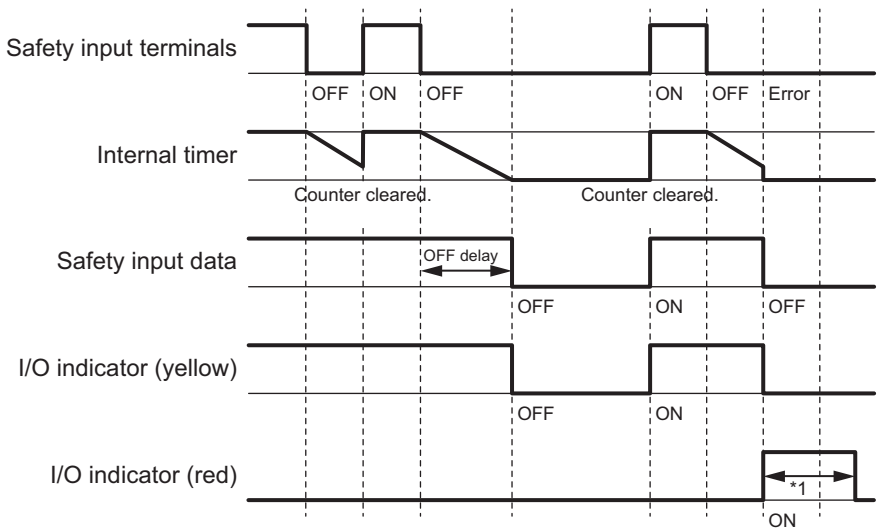 Safety input terminals
OFF ON OFF ON OFF Error
Internal timer
Counter cleared. Counter cleared.
Safety input data
OFF delay
OFF ON OFF
I/O indicator (yellow)
OFF ON
I/O indicator (red)
*1
ON